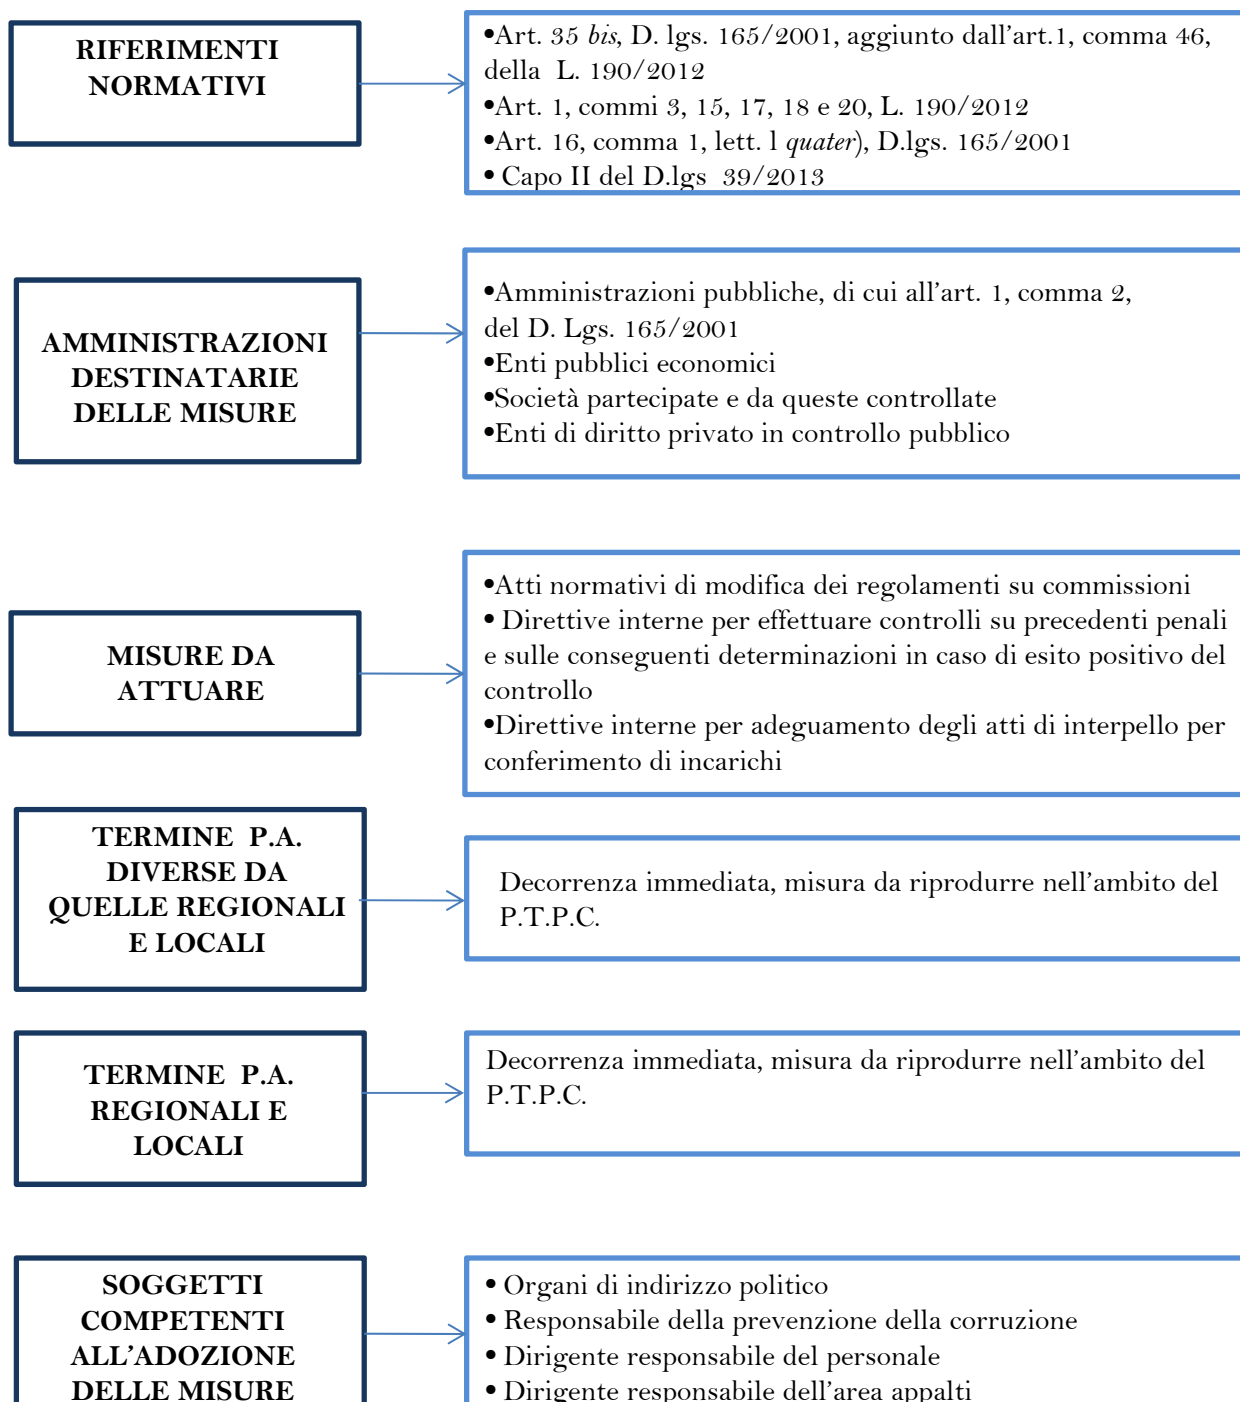 RIFERIMENTI
NORMATIVI
•Art. 35 bis, D. lgs. 165/2001, aggiunto dall’art.1, comma 46,
della L. 190/2012
•Art. 1, commi 3, 15, 17, 18 e 20, L. 190/2012
•Art. 16, comma 1, lett. l quater), D.lgs. 165/2001
• Capo II del D.lgs 39/2013
AMMINISTRAZIONI
DESTINATARIE
DELLE MISURE
•Amministrazioni pubbliche, di cui all’art. 1, comma 2,
del D. Lgs. 165/2001
•Enti pubblici economici
•Società partecipate e da queste controllate
•Enti di diritto privato in controllo pubblico
MISURE DA
ATTUARE
•Atti normativi di modifica dei regolamenti su commissioni
• Direttive interne per effettuare controlli su precedenti penali
e sulle conseguenti determinazioni in caso di esito positivo del
controllo
•Direttive interne per adeguamento degli atti di interpello per
conferimento di incarichi
TERMINE P.A.
DIVERSE DA
QUELLE REGIONALI
E LOCALI
Decorrenza immediata, misura da riprodurre nell’ambito del
P.T.P.C.
TERMINE P.A.
REGIONALI E
LOCALI
Decorrenza immediata, misura da riprodurre nell’ambito del
P.T.P.C.
SOGGETTI
COMPETENTI
ALL’ADOZIONE
DELLE MISURE
• Organi di indirizzo politico
• Responsabile della prevenzione della corruzione
• Dirigente responsabile del personale
• Dirigente responsabile dell’area appalti